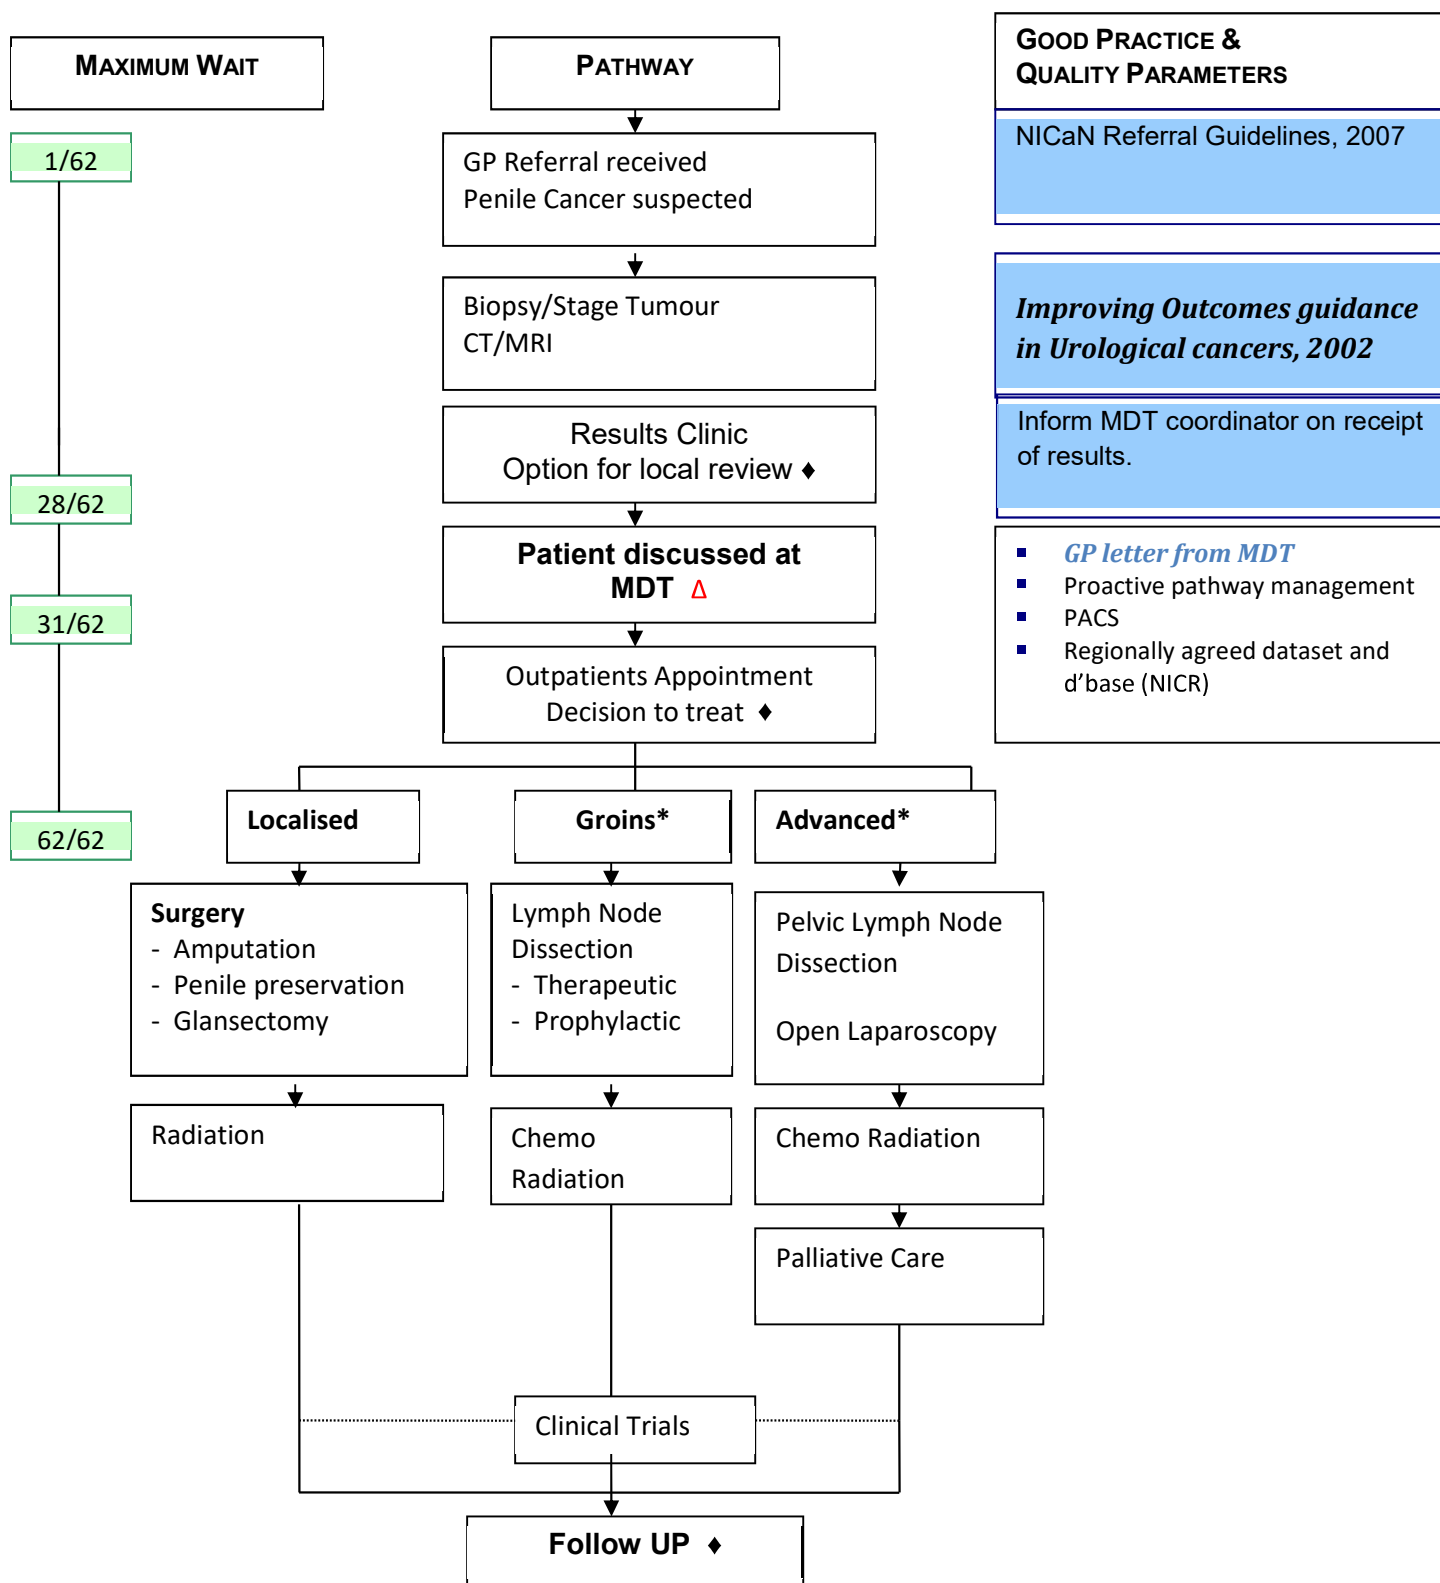 MAXIMUM WAIT
PATHWAY
GOOD PRACTICE &
QUALITY PARAMETERS
1/62
GP Referral received
Penile Cancer suspected
NICaN Referral Guidelines, 2007
Biopsy/Stage Tumour
CT/MRI
Improving Outcomes guidance
in Urological cancers, 2002
Results Clinic
Option for local review ♦
Inform MDT coordinator on receipt
of results.
28/62
Patient discussed at
MDT Δ
▪ GP letter from MDT
▪ Proactive pathway management
▪ PACS
▪ Regionally agreed dataset and
d’base (NICR)
31/62
Outpatients Appointment
Decision to treat ♦
62/62
Localised
Groins*
Advanced*
Surgery
- Amputation
- Penile preservation
- Glansectomy
Lymph Node
Dissection
- Therapeutic
- Prophylactic
Pelvic Lymph Node
Dissection
Open Laparoscopy
Radiation
Chemo
Radiation
Chemo Radiation
Palliative Care
Clinical Trials
Follow UP ♦